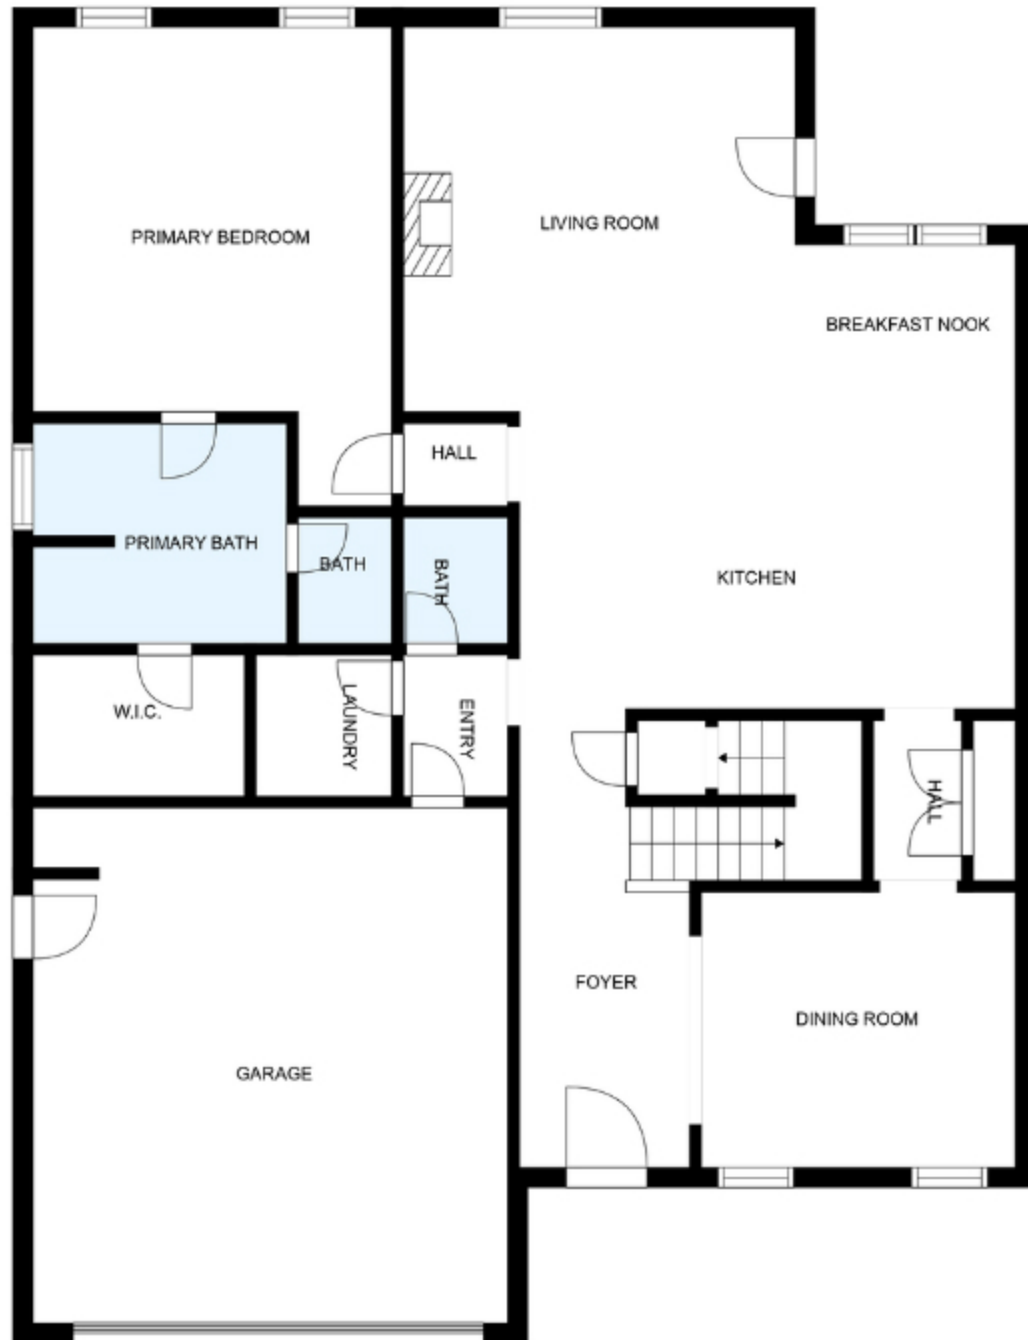 LIVING ROOM
PRIMARY BEDROOM
BREAKFAST NOOK
HALL
PRIMARY BATH
BATH
BATH
KITCHEN
W.I.C.
LAUNDRY
ENTRY
HALL
FOYER
DINING ROOM
GARAGE